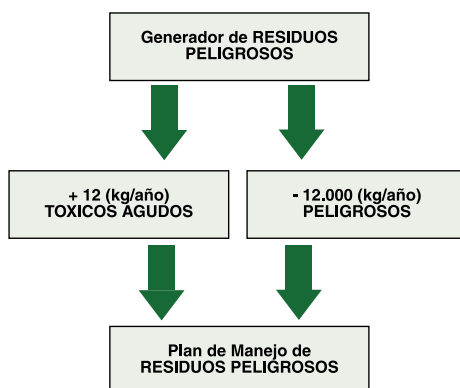 Generador de RESIDUOS
PELIGROSOS
+ 12 (kg/año)
TOXICOS AGUDOS
- 12.000 (kg/año)
PELIGROSOS
Plan de Manejo de
RESIDUOS PELIGROSOS